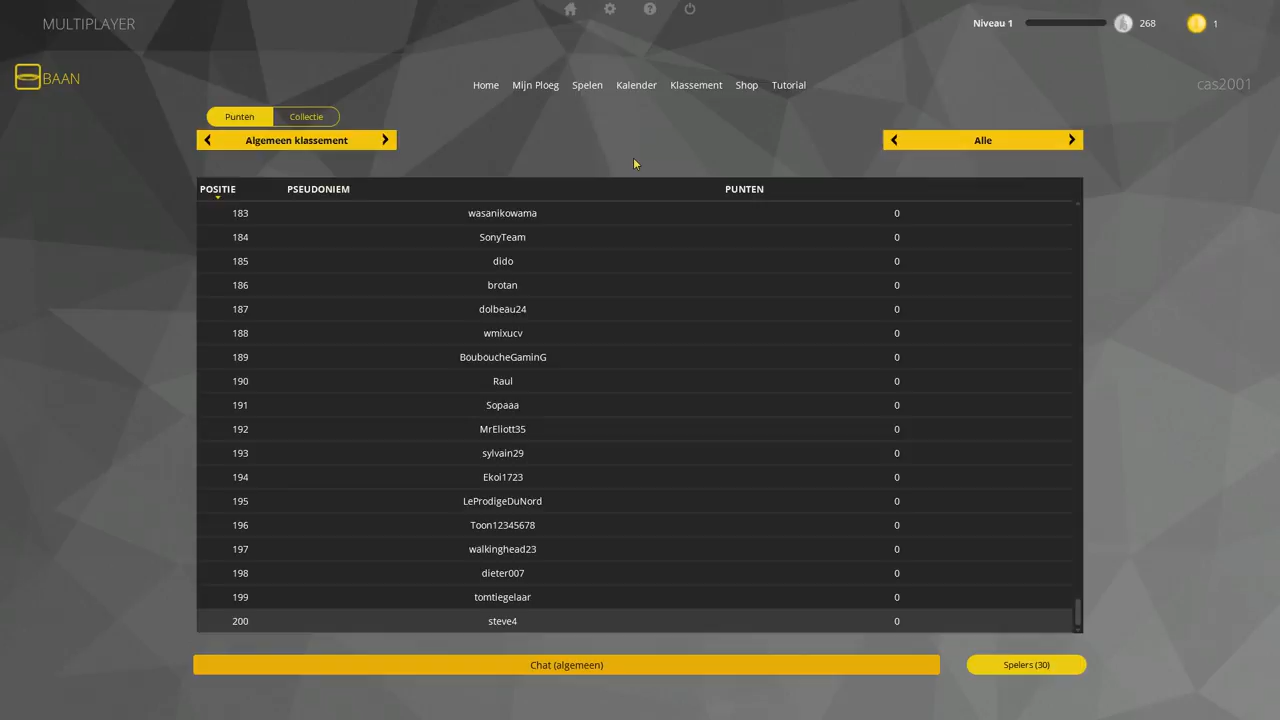 MULTIPLAYER
Niveau 1 268 1
BAAN
Home Mijn Ploeg Spelen Kalender Klassement Shop Tutorial
cas2001
Punten Collectie
Algemeen klassement
Alle
POSITIE PSEUDONIEM PUNTEN
183 wasanikowama 0
184 SonyTeam 0
185 dido 0
186 brotan 0
187 dolbeau24 0
188 wmixucv 0
189 BouboucheGaminG 0
190 Raul 0
191 Sopaaa 0
192 MrEliott35 0
193 sylvain29 0
194 Ekoi1723 0
195 LeProdigeDuNord 0
196 Toon12345678 0
197 walkinghead23 0
198 dieter007 0
199 tomtiegelaar 0
200 steve4 0
Chat (algemeen)
Spelers (30)